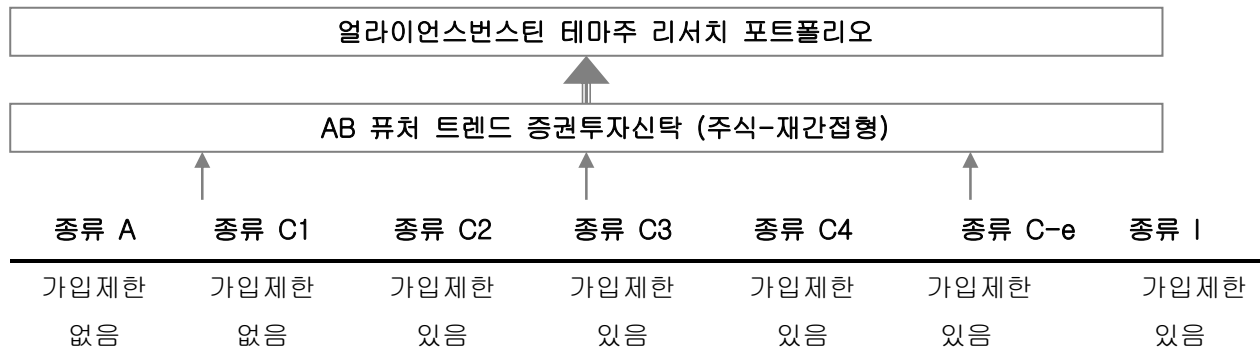 얼라이언스번스틴 테마주 리서치 포트폴리오
AB 퓨처 트렌드 증권투자신탁 (주식-재간접형)
종류 A 종류 C1 종류 C2 종류 C3 종류 C4 종류 C-e 종류 I
가입제한 가입제한 가입제한 가입제한 가입제한 가입제한 가입제한
없음 없음 있음 있음 있음 있음 있음